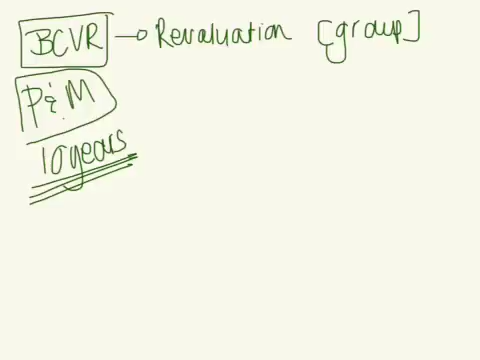 BCVR → Revaluation [group]
P&M
10 years